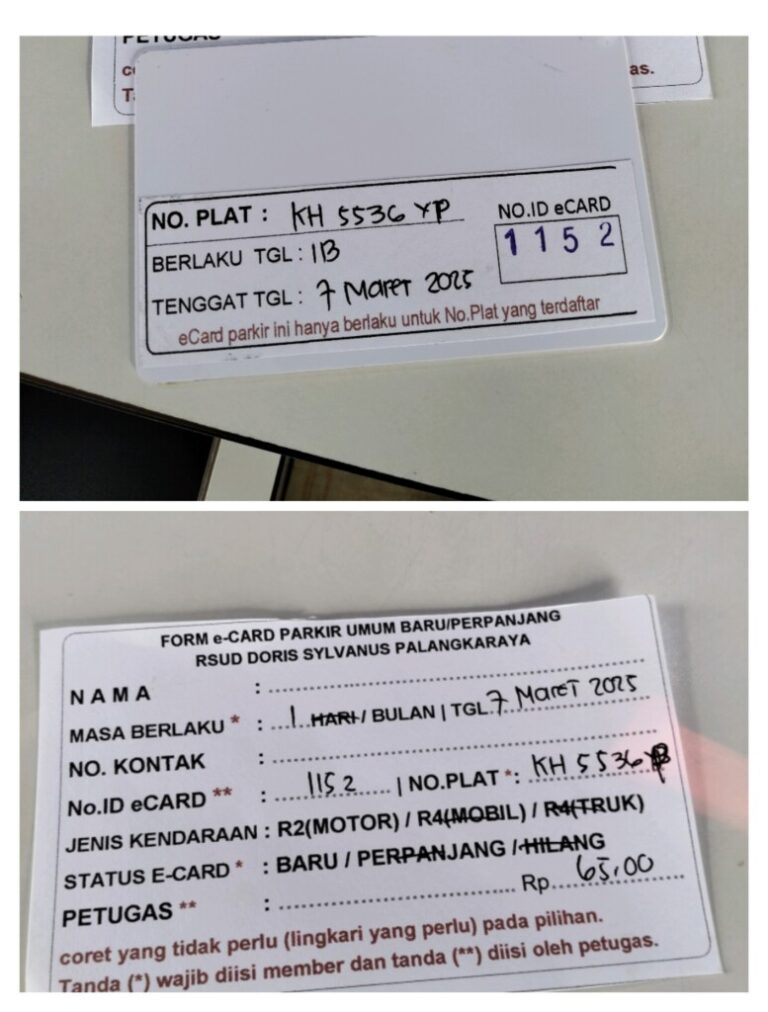 PETUGAS
as.
NO. PLAT : KH 5536 YP
NO.ID eCARD
1152
BERLAKU TGL : 1B
TENGGAT TGL : 7 Maret 2025
eCard parkir ini hanya berlaku untuk No.Plat yang terdaftar
FORM e-CARD PARKIR UMUM BARU/PERPANJANG
RSUD DORIS SYLVANUS PALANGKARAYA
NAMA : 
MASA BERLAKU * : 1 HARI / BULAN | TGL. 7 MareT 2025
NO. KONTAK :
No.ID eCARD ** : 1152 | NO.PLAT *: KH 5536 YP
JENIS KENDARAAN : R2(MOTOR) / R4(MOBIL) / R4(TRUK)
STATUS E-CARD * : BARU / PERPANJANG / HILANG
PETUGAS ** : Rp. 65.00
coret yang tidak perlu (lingkari yang perlu) pada pilihan.
Tanda (*) wajib diisi member dan tanda (**) diisi oleh petugas.